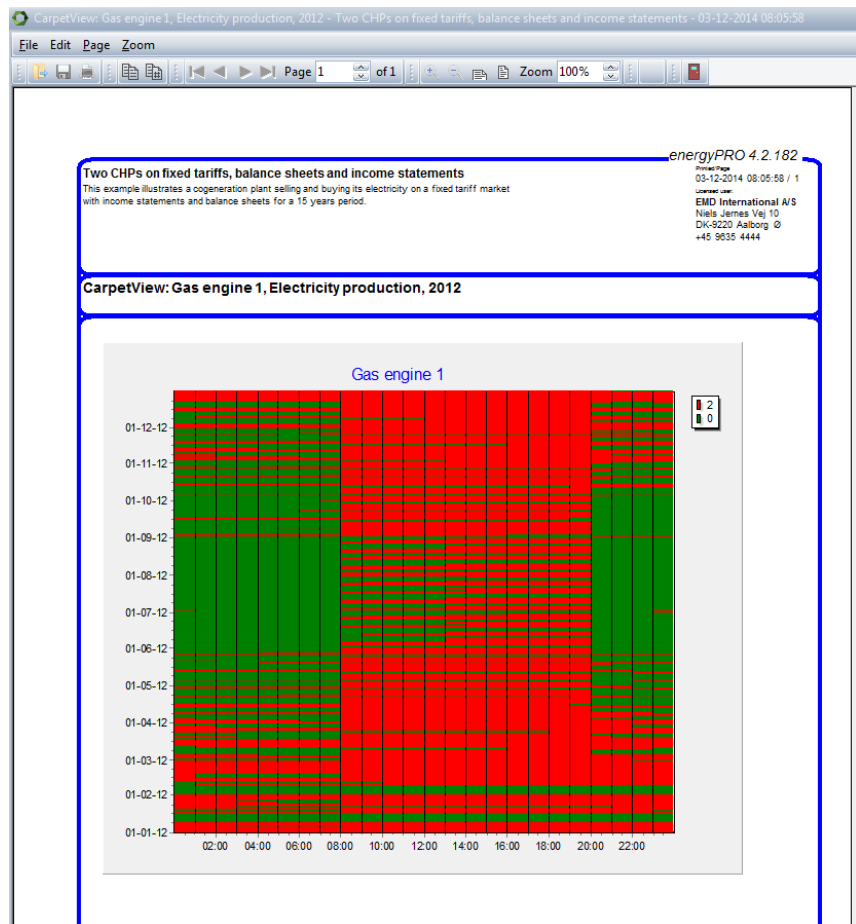 CarpetView: Gas engine 1, Electricity production, 2012 - Two CHPs on fixed tariffs, balance sheets and income statements - 03-12-2014 08:05:58
File Edit Page Zoom
Page 1 of 1 Zoom 100%
energyPRO 4.2.182
Two CHPs on fixed tariffs, balance sheets and income statements
This example illustrates a cogeneration plant selling and buying its electricity on a fixed tariff market
with income statements and balance sheets for a 15 years period.
Printed/Page
03-12-2014 08:05:58 / 1
Licensed user:
EMD International A/S
Niels Jernes Vej 10
DK-9220 Aalborg Ø
+45 9635 4444
CarpetView: Gas engine 1, Electricity production, 2012
Gas engine 1
2
0
01-12-12
01-11-12
01-10-12
01-09-12
01-08-12
01-07-12
01-06-12
01-05-12
01-04-12
01-03-12
01-02-12
01-01-12
02:00 04:00 06:00 08:00 10:00 12:00 14:00 16:00 18:00 20:00 22:00